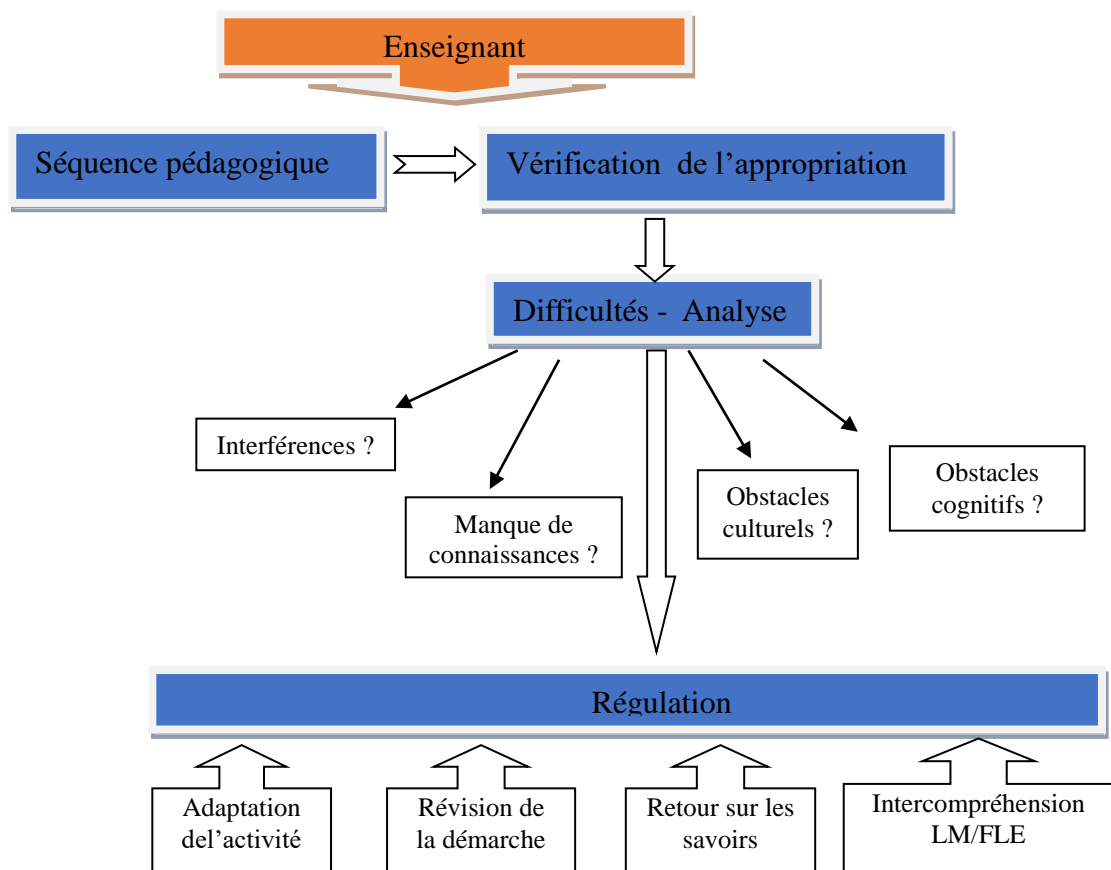 Enseignant
Séquence pédagogique
Vérification de l'appropriation
Difficultés - Analyse
Interférences ?
Manque de
connaissances ?
Obstacles
culturels ?
Obstacles
cognitifs ?
Régulation
Adaptation
del'activité
Révision de
la démarche
Retour sur les
savoirs
Intercompréhension
LM/FLE